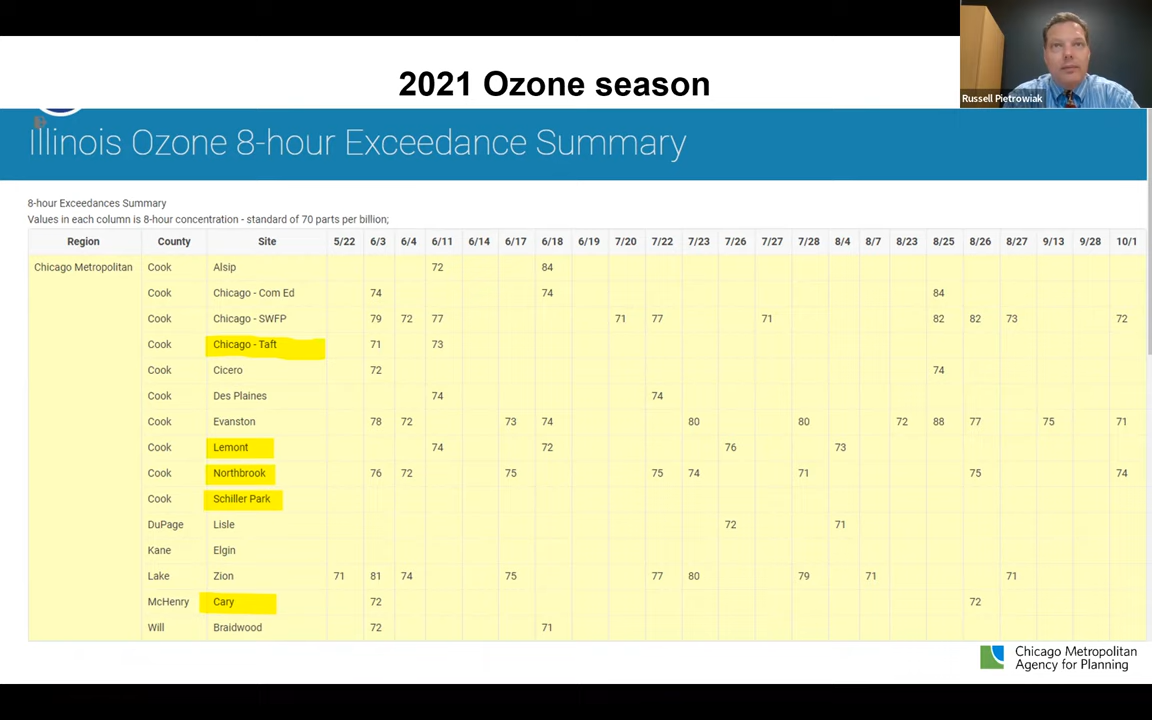 2021 Ozone season
Russell Pietrowiak
Illinois Ozone 8-hour Exceedance Summary
8-hour Exceedances Summary
Values in each column is 8-hour concentration - standard of 70 parts per billion;
Region County Site 5/22 6/3 6/4 6/11 6/14 6/17 6/18 6/19 7/20 7/22 7/23 7/26 7/27 7/28 8/4 8/7 8/23 8/25 8/26 8/27 9/13 9/28 10/1
Chicago Metropolitan Cook Alsip 72 84
Cook Chicago - Com Ed 74 74 84
Cook Chicago - SWFP 79 72 77 71 77 71 82 82 73 72
Cook Chicago - Taft 71 73
Cook Cicero 72 74
Cook Des Plaines 74 74
Cook Evanston 78 72 73 74 80 80 72 88 77 75 71
Cook Lemont 74 72 76 73
Cook Northbrook 76 72 75 75 74 71 75 74
Cook Schiller Park
DuPage Lisle 72 71
Kane Elgin
Lake Zion 71 81 74 75 77 80 79 71 71
McHenry Cary 72 72
Will Braidwood 72 71
Chicago Metropolitan
Agency for Planning